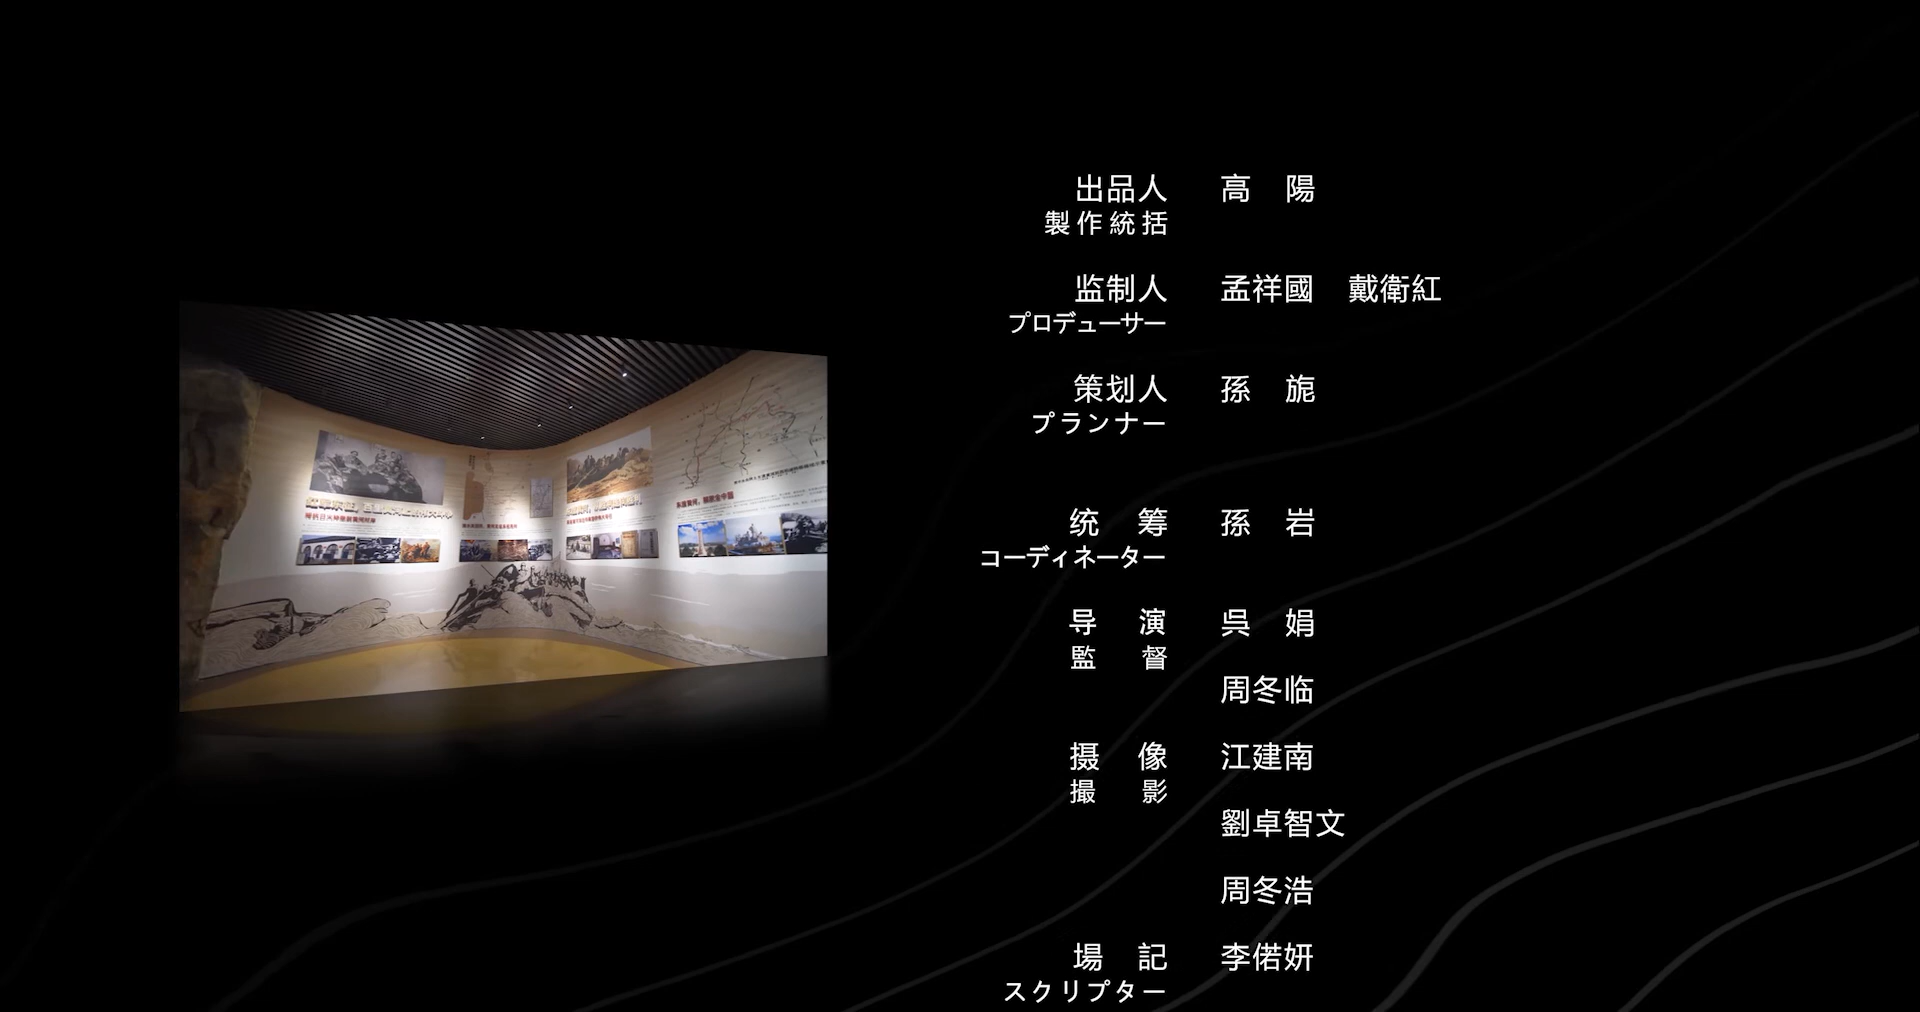 出品人 高 陽
製作統括
监制人 孟祥國 戴衛紅
プロデューサー
策划人 孫 旎
プランナー
统 筹 孫 岩
コーディネーター
导 演 呉 娟
監 督
周冬临
摄 像 江建南
撮 影
劉卓智文
周冬浩
場 記 李偌妍
スクリプター